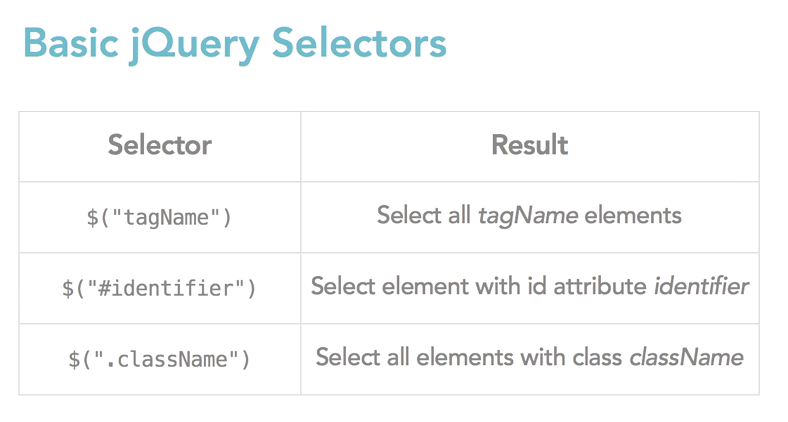 Basic jQuery Selectors
Selector Result
$("tagName") Select all tagName elements
$("#identifier") Select element with id attribute identifier
$(".className") Select all elements with class className